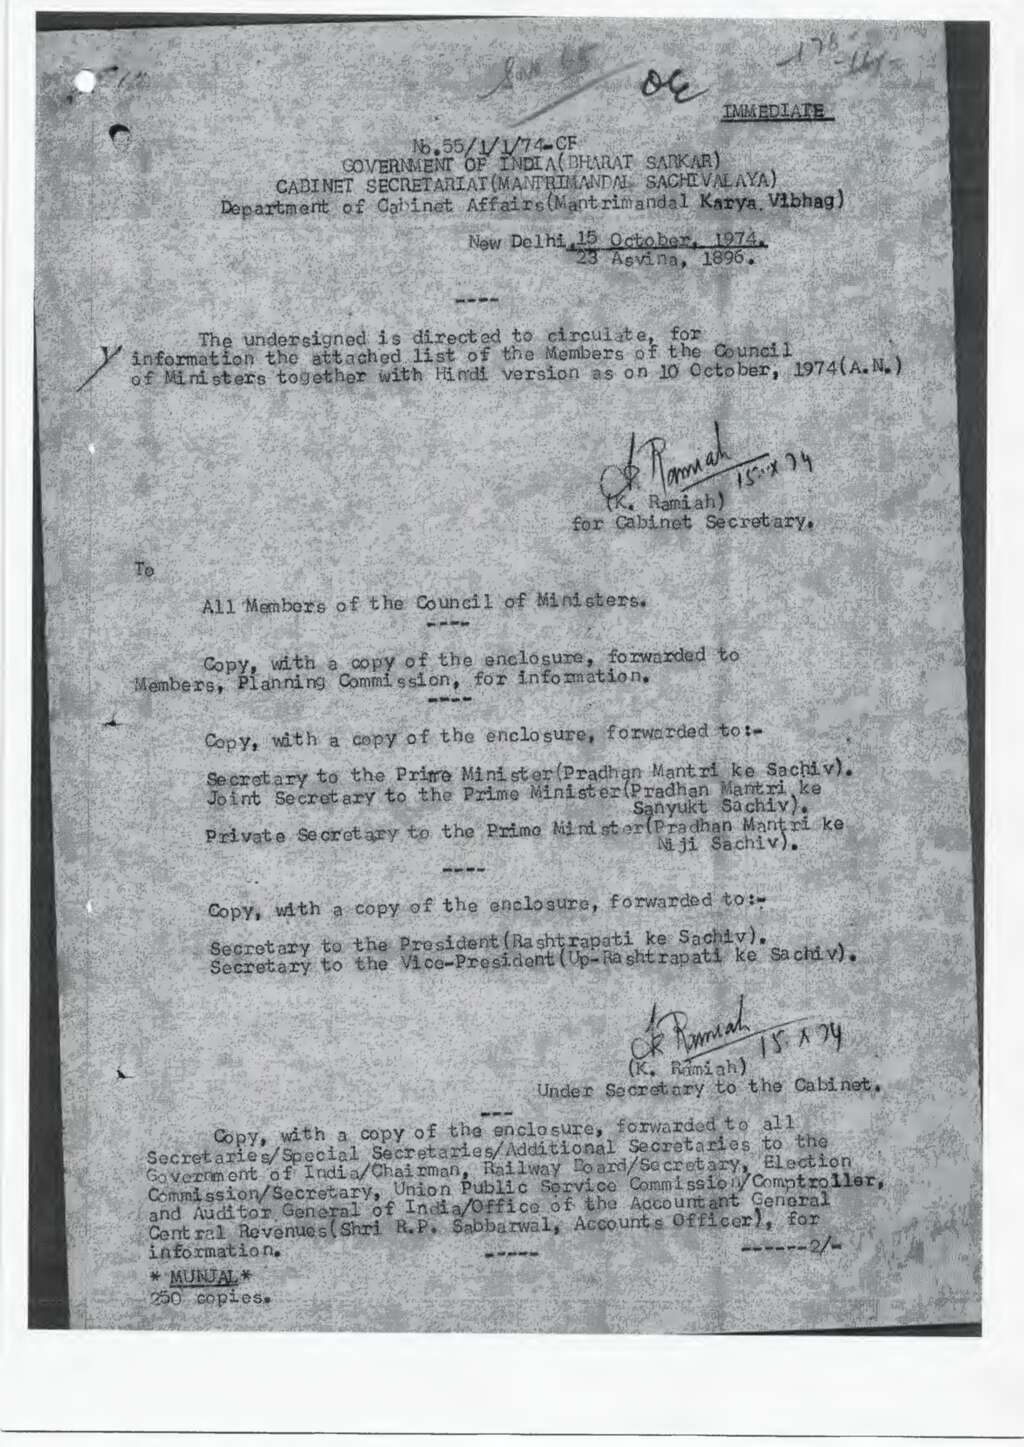 IMMEDIATE
No.55/1/1/74-CF
GOVERNMENT OF INDIA(BHARAT SARKAR)
CABINET SECRETARIAT(MANTRIMANDAL SACHIVALAYA)
Department of Cabinet Affairs(Mantrimandal Karya Vibhag)
New Delhi, 15 October, 1974.
23 Asvina, 1896.
----
The undersigned is directed to circulate, for
information the attached list of the Members of the Council
of Ministers together with Hindi version as on 10 October, 1974(A.N.)
K. Ramiah
15.X.74
(K. Ramiah)
for Cabinet Secretary.
To
All Members of the Council of Ministers.
----
Copy, with a copy of the enclosure, forwarded to
Members, Planning Commission, for information.
----
Copy, with a copy of the enclosure, forwarded to:-
Secretary to the Prime Minister(Pradhan Mantri ke Sachiv).
Joint Secretary to the Prime Minister(Pradhan Mantri ke
Sanyukt Sachiv).
Private Secretary to the Prime Minister(Pradhan Mantri ke
Niji Sachiv).
----
Copy, with a copy of the enclosure, forwarded to:-
Secretary to the President(Rashtrapati ke Sachiv).
Secretary to the Vice-President(Up-Rashtrapati ke Sachiv).
K Ramiah
15.X.74
(K. Ramiah)
Under Secretary to the Cabinet.
---
Copy, with a copy of the enclosure, forwarded to all
Secretaries/Special Secretaries/Additional Secretaries to the
Government of India/Chairman, Railway Board/Secretary, Election
Commission/Secretary, Union Public Service Commission/Comptroller,
and Auditor General of India/Office of the Accountant General
Central Revenues(Shri R.P. Sabbarwal, Accounts Officer), for
information.
-----
------2/-
* MUNJAL*
250 copies.